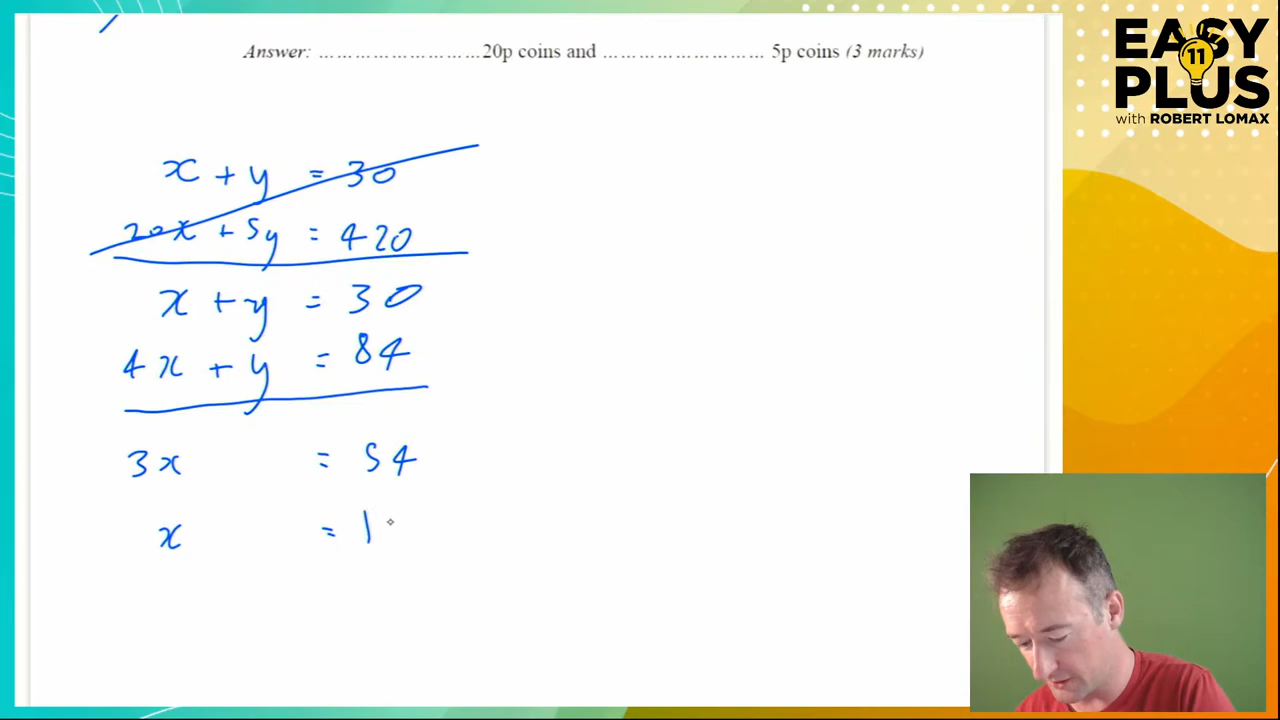 Answer: ........................20p coins and ........................ 5p coins (3 marks)
EASY
11
PLUS
with ROBERT LOMAX
x + y = 30
20x + 5y = 420
x + y = 30
4x + y = 84
3x = 54
x = 1